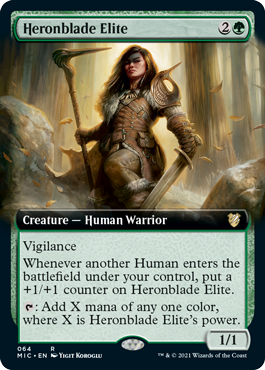 Heronblade Elite 2
Creature — Human Warrior
Vigilance
Whenever another Human enters the
battlefield under your control, put a
+1/+1 counter on Heronblade Elite.
: Add X mana of any one color,
where X is Heronblade Elite's power.
1/1
064 R
MIC • EN YIGIT KOROGLU
™ & © 2021 Wizards of the Coast